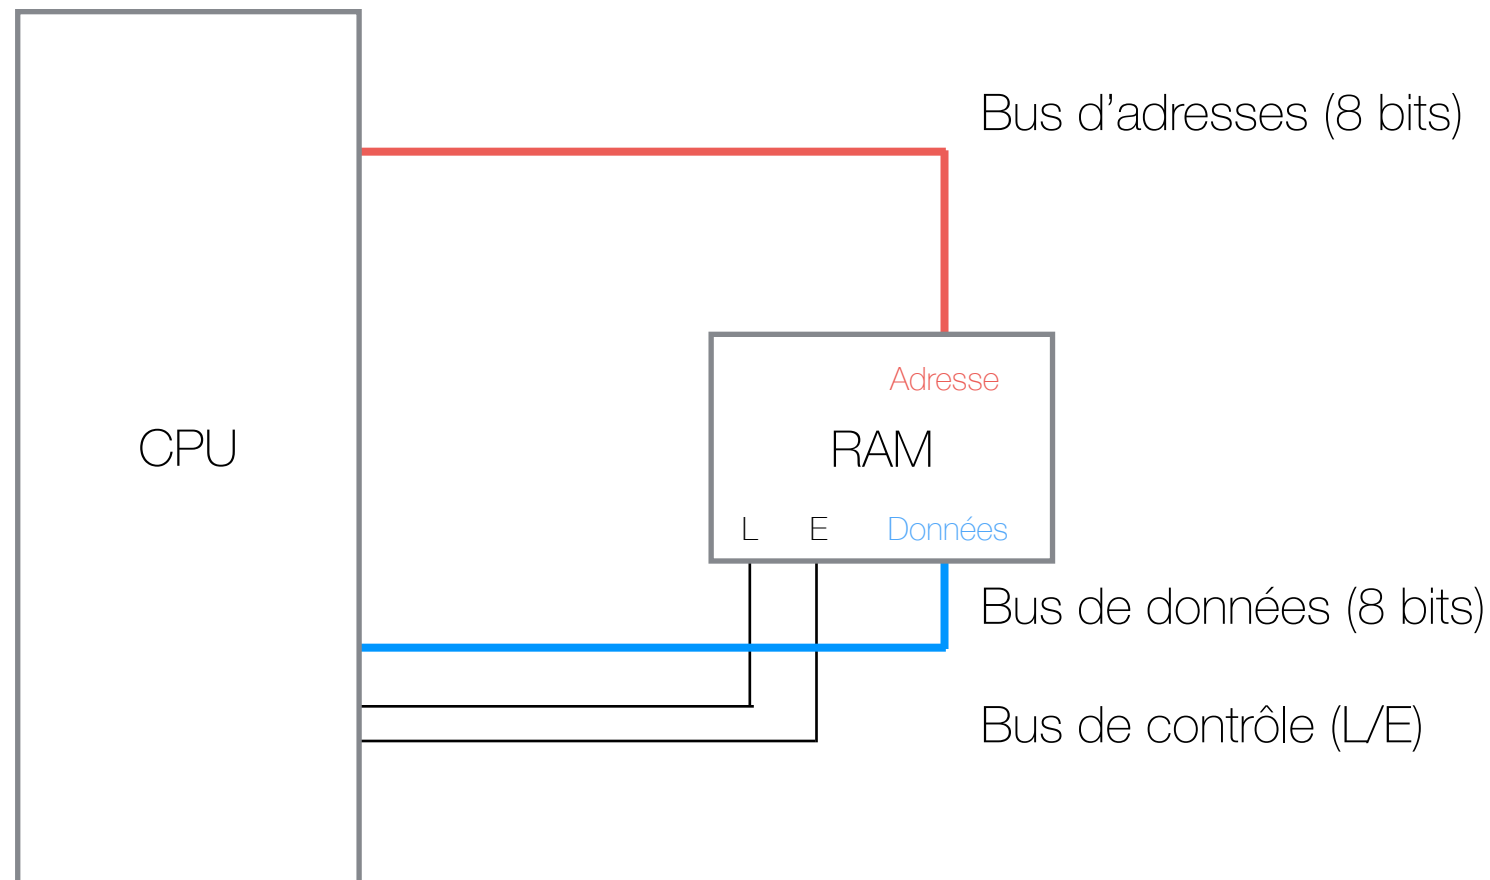 Bus d’adresses (8 bits)
Adresse
CPU
RAM
L
E
Données
Bus de données (8 bits)
Bus de contrôle (L/E)